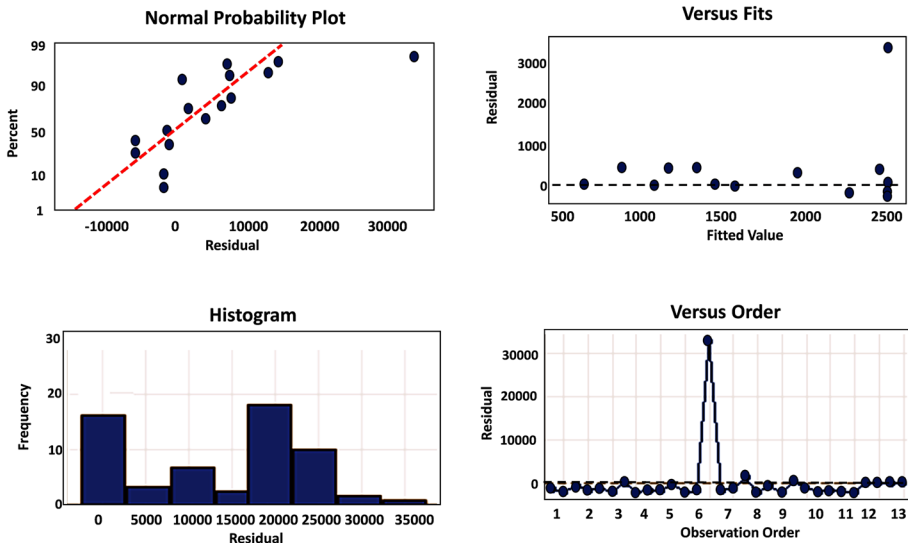 Normal Probability Plot
99
90
50
10
1
Percent
-10000 0 10000 20000 30000
Residual
Versus Fits
3000
2000
1000
0
Residual
500 1000 1500 2000 2500
Fitted Value
Histogram
30
20
10
0
Frequency
0 5000 10000 15000 20000 25000 30000 35000
Residual
Versus Order
30000
20000
10000
0
Residual
1 2 3 4 5 6 7 8 9 10 11 12 13
Observation Order